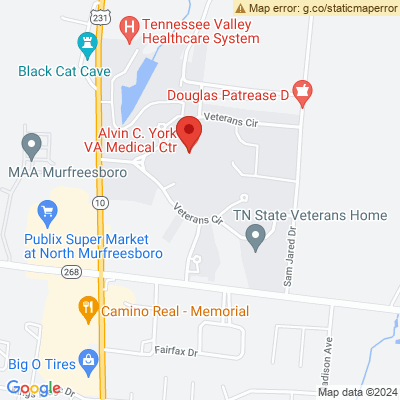 Map error: g.co/staticmaperror
231
Tennessee Valley
Healthcare System
Black Cat Cave
Douglas Patrease D
Veterans Cir
Alvin C. York
VA Medical Ctr
MAA Murfreesboro
10
Veterans Cir
TN State Veterans Home
Publix Super Market
at North Murfreesboro
Sam Jared Dr
268
Camino Real - Memorial
Fairfax Dr
Big O Tires
adison Ave
Google
Map data ©2024